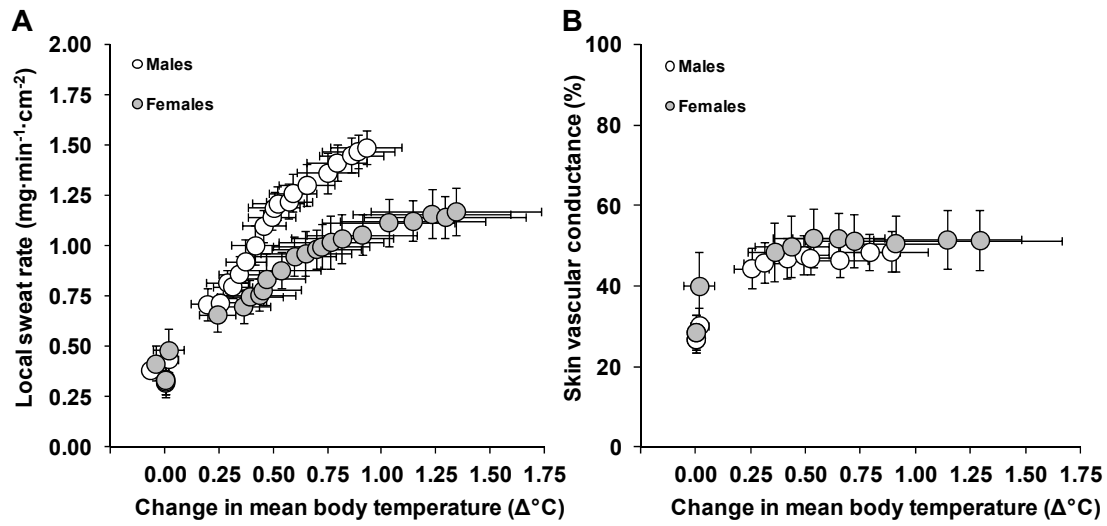 A
Local sweat rate (mg·min⁻¹·cm⁻²)
2.00
1.75
1.50
1.25
1.00
0.75
0.50
0.25
0.00
Males
Females
0.00 0.25 0.50 0.75 1.00 1.25 1.50 1.75
Change in mean body temperature (Δ°C)
B
Skin vascular conductance (%)
100
80
60
40
20
0
Males
Females
0.00 0.25 0.50 0.75 1.00 1.25 1.50 1.75
Change in mean body temperature (Δ°C)